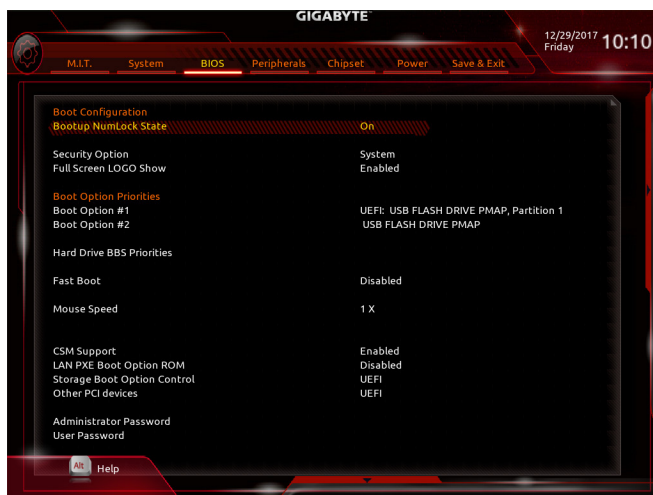 GIGABYTE™
12/29/2017
Friday
10:10
M.I.T. System BIOS Peripherals Chipset Power Save & Exit
Boot Configuration
Bootup NumLock State On
Security Option System
Full Screen LOGO Show Enabled
Boot Option Priorities
Boot Option #1 UEFI: USB FLASH DRIVE PMAP, Partition 1
Boot Option #2 USB FLASH DRIVE PMAP
Hard Drive BBS Priorities
Fast Boot Disabled
Mouse Speed 1 X
CSM Support Enabled
LAN PXE Boot Option ROM Disabled
Storage Boot Option Control UEFI
Other PCI devices UEFI
Administrator Password
User Password
Alt Help